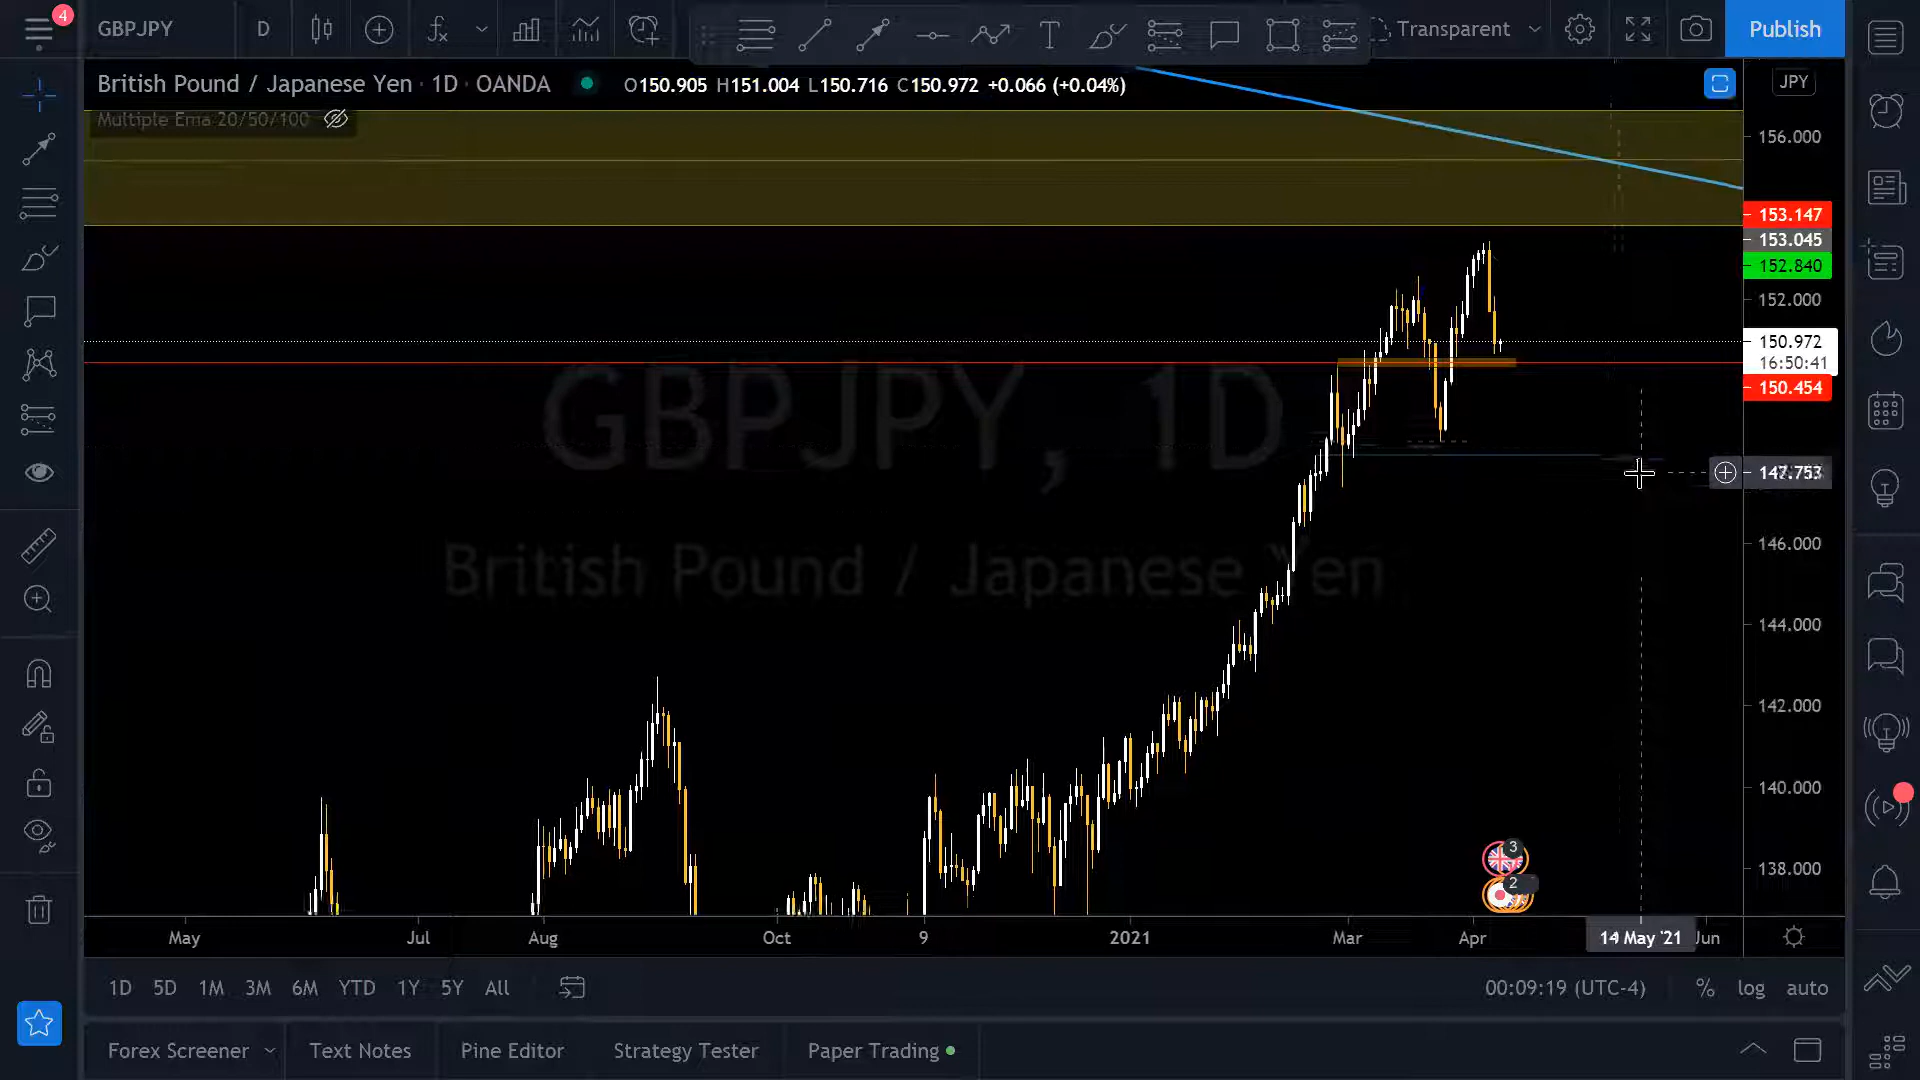 4
GBPJPY
D
Transparent
Publish
British Pound / Japanese Yen · 1D · OANDA
O150.905 H151.004 L150.716 C150.972 +0.066 (+0.04%)
JPY
Multiple Ema 20/50/100
156.000
153.147
153.045
152.840
152.000
150.972
16:50:41
150.454
GBPJPY, 1D
British Pound / Japanese Yen
146.000
144.000
142.000
140.000
138.000
3
2
May
Jul
Aug
Oct
9
2021
Mar
Apr
14 May '21
Jun
1D 5D 1M 3M 6M YTD 1Y 5Y All
00:09:19 (UTC-4)
% log auto
Forex Screener
Text Notes
Pine Editor
Strategy Tester
Paper Trading